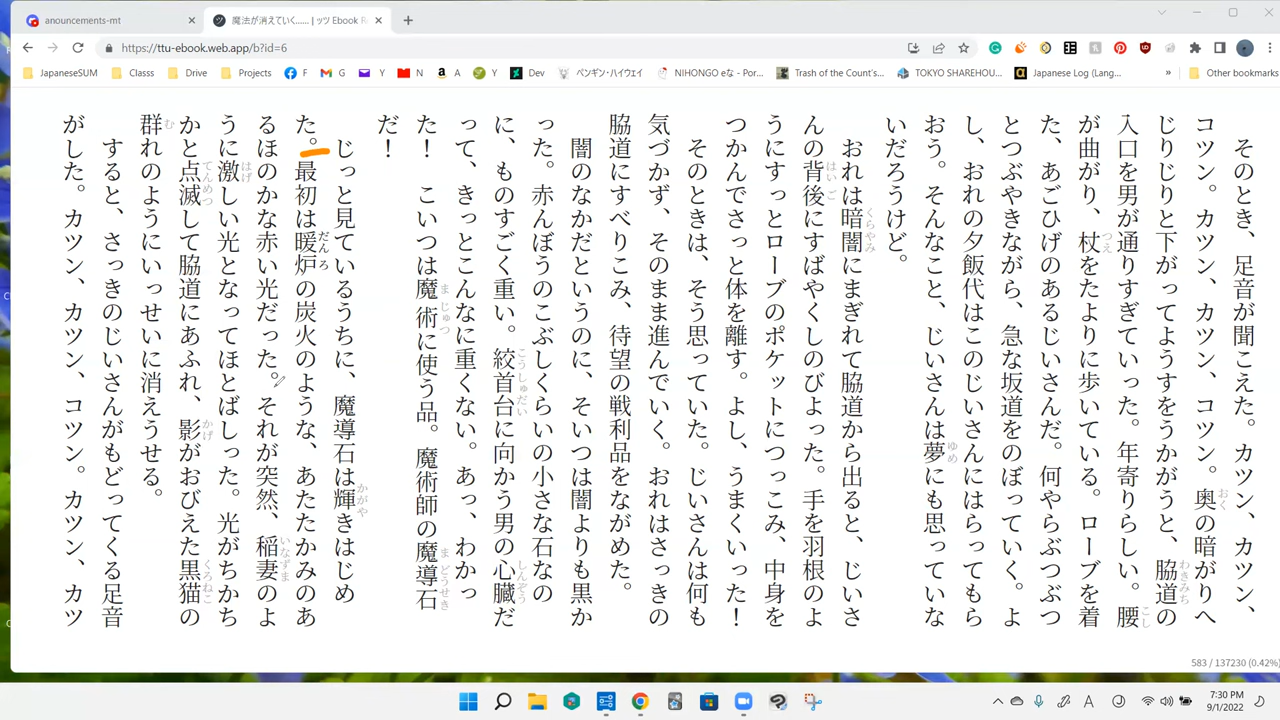 anouncements-mt
魔法が消えていく…… | ッツ Ebook R
https://ttu-ebook.web.app/b?id=6
JapaneseSUM
Classs
Drive
Projects
F
G
Y
N
A
Y
Dev
ペンギン・ハイウェイ
NIHONGO eな - Por...
Trash of the Count's...
TOKYO SHAREHOU...
Japanese Log (Lang...
»
Other bookmarks
そのとき、足音が聞こえた。カツン、カツン、
コツン。カツン、カツン、コツン。奥の暗がりへ
じりじりと下がってようすをうかがうと、脇道の
入口を男が通りすぎていった。年寄りらしい。腰
が曲がり、杖をたよりに歩いている。ローブを着
た、あごひげのあるじいさんだ。何やらぶつぶつ
とつぶやきながら、急な坂道をのぼっていく。よ
し、おれの夕飯代はこのじいさんにはらってもら
おう。そんなこと、じいさんは夢にも思っていな
いだろうけど。
おれは暗闇にまぎれて脇道から出ると、じいさ
んの背後にすばやくしのびよった。手を羽根のよ
うにすっとローブのポケットにつっこみ、中身を
つかんでさっと体を離す。よし、うまくいった！
そのときは、そう思っていた。じいさんは何も
気づかず、そのまま進んでいく。おれはさっきの
脇道にすべりこみ、待望の戦利品をながめた。
闇のなかだというのに、そいつは闇よりも黒か
った。赤んぼうのこぶしくらいの小さな石なの
に、ものすごく重い。絞首台に向かう男の心臓だ
って、きっとこんなに重くない。あっ、わかっ
た！　こいつは魔術に使う品。魔術師の魔導石
だ！
じっと見ているうちに、魔導石は輝きはじめ
た。最初は暖炉の炭火のような、あたたかみのあ
るほのかな赤い光だった。それが突然、稲妻のよ
うに激しい光となってほとばしった。光がちかち
かと点滅して脇道にあふれ、影がおびえた黒猫の
群れのようにいっせいに消えうせる。
すると、さっきのじいさんがもどってくる足音
がした。カツン、カツン、コツン。カツン、カツ
583 / 137230 (0.42%)
A
7:30 PM
9/1/2022